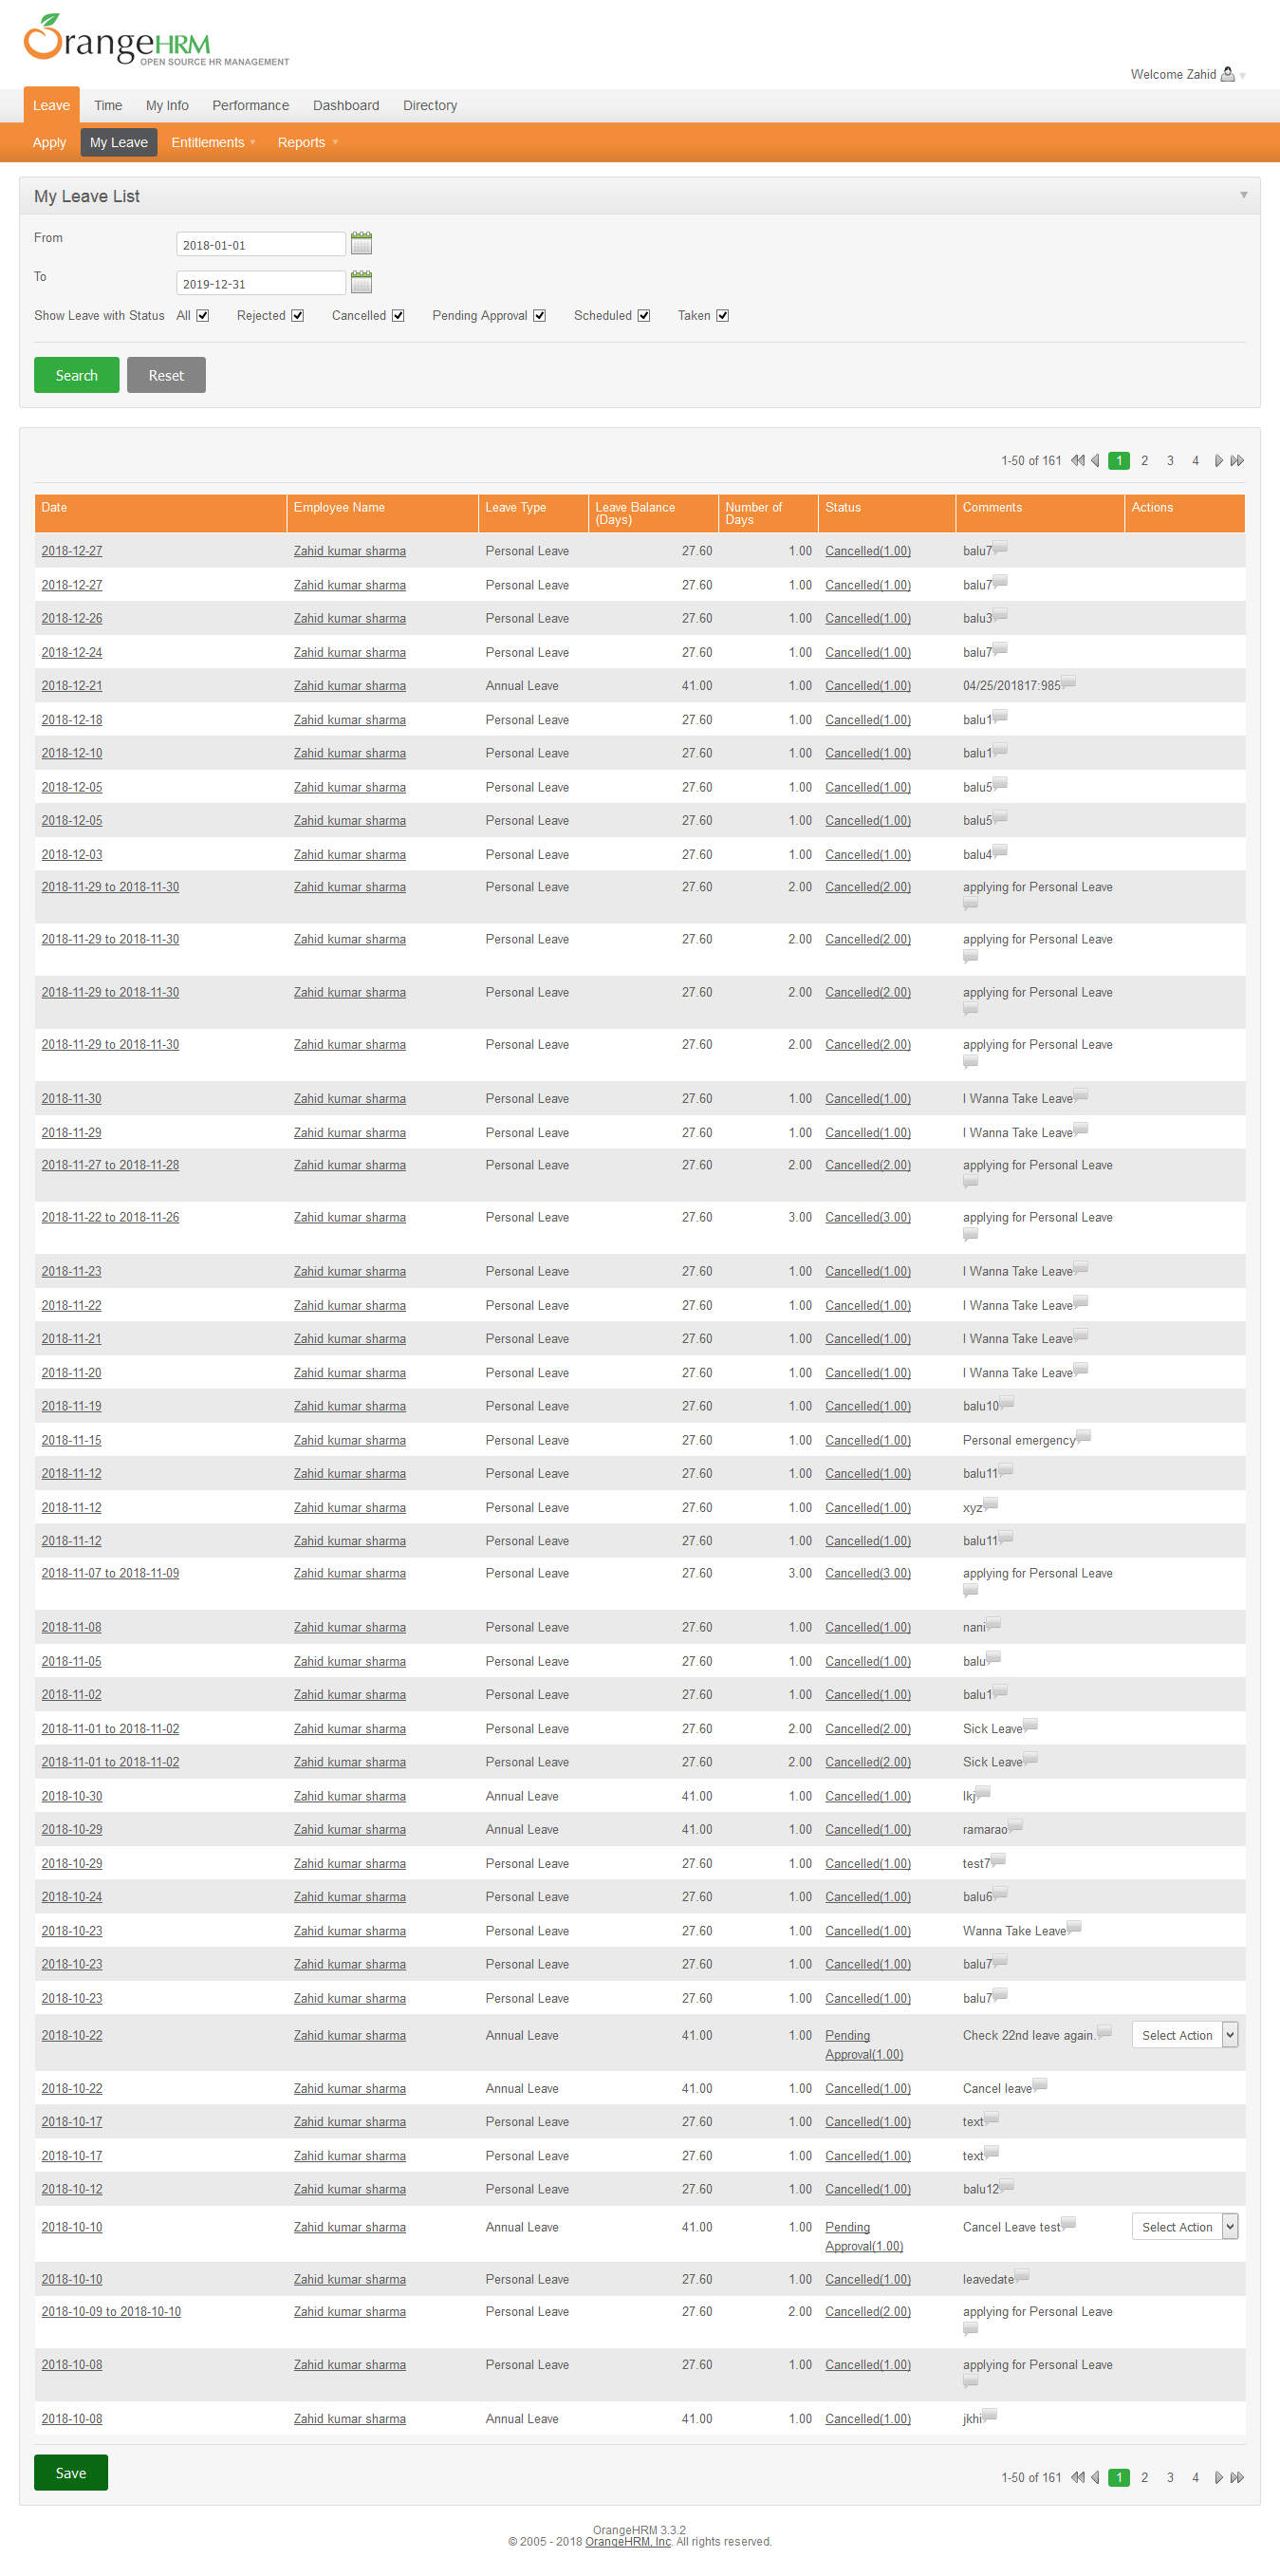 OrangeHRM
OPEN SOURCE HR MANAGEMENT
Welcome Zahid
Leave Time My Info Performance Dashboard Directory
Apply My Leave Entitlements Reports
My Leave List
From 2018-01-01
To 2019-12-31
Show Leave with Status All Rejected Cancelled Pending Approval Scheduled Taken
Search Reset
1-50 of 161 1 2 3 4
Date Employee Name Leave Type Leave Balance (Days) Number of Days Status Comments Actions
2018-12-27 Zahid kumar sharma Personal Leave 27.60 1.00 Cancelled(1.00) balu7
2018-12-27 Zahid kumar sharma Personal Leave 27.60 1.00 Cancelled(1.00) balu7
2018-12-26 Zahid kumar sharma Personal Leave 27.60 1.00 Cancelled(1.00) balu3
2018-12-24 Zahid kumar sharma Personal Leave 27.60 1.00 Cancelled(1.00) balu7
2018-12-21 Zahid kumar sharma Annual Leave 41.00 1.00 Cancelled(1.00) 04/25/201817:985
2018-12-18 Zahid kumar sharma Personal Leave 27.60 1.00 Cancelled(1.00) balu1
2018-12-10 Zahid kumar sharma Personal Leave 27.60 1.00 Cancelled(1.00) balu1
2018-12-05 Zahid kumar sharma Personal Leave 27.60 1.00 Cancelled(1.00) balu5
2018-12-05 Zahid kumar sharma Personal Leave 27.60 1.00 Cancelled(1.00) balu5
2018-12-03 Zahid kumar sharma Personal Leave 27.60 1.00 Cancelled(1.00) balu4
2018-11-29 to 2018-11-30 Zahid kumar sharma Personal Leave 27.60 2.00 Cancelled(2.00) applying for Personal Leave
2018-11-29 to 2018-11-30 Zahid kumar sharma Personal Leave 27.60 2.00 Cancelled(2.00) applying for Personal Leave
2018-11-29 to 2018-11-30 Zahid kumar sharma Personal Leave 27.60 2.00 Cancelled(2.00) applying for Personal Leave
2018-11-29 to 2018-11-30 Zahid kumar sharma Personal Leave 27.60 2.00 Cancelled(2.00) applying for Personal Leave
2018-11-30 Zahid kumar sharma Personal Leave 27.60 1.00 Cancelled(1.00) I Wanna Take Leave
2018-11-29 Zahid kumar sharma Personal Leave 27.60 1.00 Cancelled(1.00) I Wanna Take Leave
2018-11-27 to 2018-11-28 Zahid kumar sharma Personal Leave 27.60 2.00 Cancelled(2.00) applying for Personal Leave
2018-11-22 to 2018-11-26 Zahid kumar sharma Personal Leave 27.60 3.00 Cancelled(3.00) applying for Personal Leave
2018-11-23 Zahid kumar sharma Personal Leave 27.60 1.00 Cancelled(1.00) I Wanna Take Leave
2018-11-22 Zahid kumar sharma Personal Leave 27.60 1.00 Cancelled(1.00) I Wanna Take Leave
2018-11-21 Zahid kumar sharma Personal Leave 27.60 1.00 Cancelled(1.00) I Wanna Take Leave
2018-11-20 Zahid kumar sharma Personal Leave 27.60 1.00 Cancelled(1.00) I Wanna Take Leave
2018-11-19 Zahid kumar sharma Personal Leave 27.60 1.00 Cancelled(1.00) balu10
2018-11-15 Zahid kumar sharma Personal Leave 27.60 1.00 Cancelled(1.00) Personal emergency
2018-11-12 Zahid kumar sharma Personal Leave 27.60 1.00 Cancelled(1.00) balu11
2018-11-12 Zahid kumar sharma Personal Leave 27.60 1.00 Cancelled(1.00) xyz
2018-11-12 Zahid kumar sharma Personal Leave 27.60 1.00 Cancelled(1.00) balu11
2018-11-07 to 2018-11-09 Zahid kumar sharma Personal Leave 27.60 3.00 Cancelled(3.00) applying for Personal Leave
2018-11-08 Zahid kumar sharma Personal Leave 27.60 1.00 Cancelled(1.00) nani
2018-11-05 Zahid kumar sharma Personal Leave 27.60 1.00 Cancelled(1.00) balu
2018-11-02 Zahid kumar sharma Personal Leave 27.60 1.00 Cancelled(1.00) balu1
2018-11-01 to 2018-11-02 Zahid kumar sharma Personal Leave 27.60 2.00 Cancelled(2.00) Sick Leave
2018-11-01 to 2018-11-02 Zahid kumar sharma Personal Leave 27.60 2.00 Cancelled(2.00) Sick Leave
2018-10-30 Zahid kumar sharma Annual Leave 41.00 1.00 Cancelled(1.00) lkj
2018-10-29 Zahid kumar sharma Annual Leave 41.00 1.00 Cancelled(1.00) ramarao
2018-10-29 Zahid kumar sharma Personal Leave 27.60 1.00 Cancelled(1.00) test7
2018-10-24 Zahid kumar sharma Personal Leave 27.60 1.00 Cancelled(1.00) balu6
2018-10-23 Zahid kumar sharma Personal Leave 27.60 1.00 Cancelled(1.00) Wanna Take Leave
2018-10-23 Zahid kumar sharma Personal Leave 27.60 1.00 Cancelled(1.00) balu7
2018-10-23 Zahid kumar sharma Personal Leave 27.60 1.00 Cancelled(1.00) balu7
2018-10-22 Zahid kumar sharma Annual Leave 41.00 1.00 Pending Approval(1.00) Check 22nd leave again. Select Action
2018-10-22 Zahid kumar sharma Annual Leave 41.00 1.00 Cancelled(1.00) Cancel leave
2018-10-17 Zahid kumar sharma Personal Leave 27.60 1.00 Cancelled(1.00) text
2018-10-17 Zahid kumar sharma Personal Leave 27.60 1.00 Cancelled(1.00) text
2018-10-12 Zahid kumar sharma Personal Leave 27.60 1.00 Cancelled(1.00) balu12
2018-10-10 Zahid kumar sharma Annual Leave 41.00 1.00 Pending Approval(1.00) Cancel Leave test Select Action
2018-10-10 Zahid kumar sharma Personal Leave 27.60 1.00 Cancelled(1.00) leavedate
2018-10-09 to 2018-10-10 Zahid kumar sharma Personal Leave 27.60 2.00 Cancelled(2.00) applying for Personal Leave
2018-10-08 Zahid kumar sharma Personal Leave 27.60 1.00 Cancelled(1.00) applying for Personal Leave
2018-10-08 Zahid kumar sharma Annual Leave 41.00 1.00 Cancelled(1.00) jkhi
Save 1-50 of 161 1 2 3 4
OrangeHRM 3.3.2
© 2005 - 2018 OrangeHRM, Inc. All rights reserved.